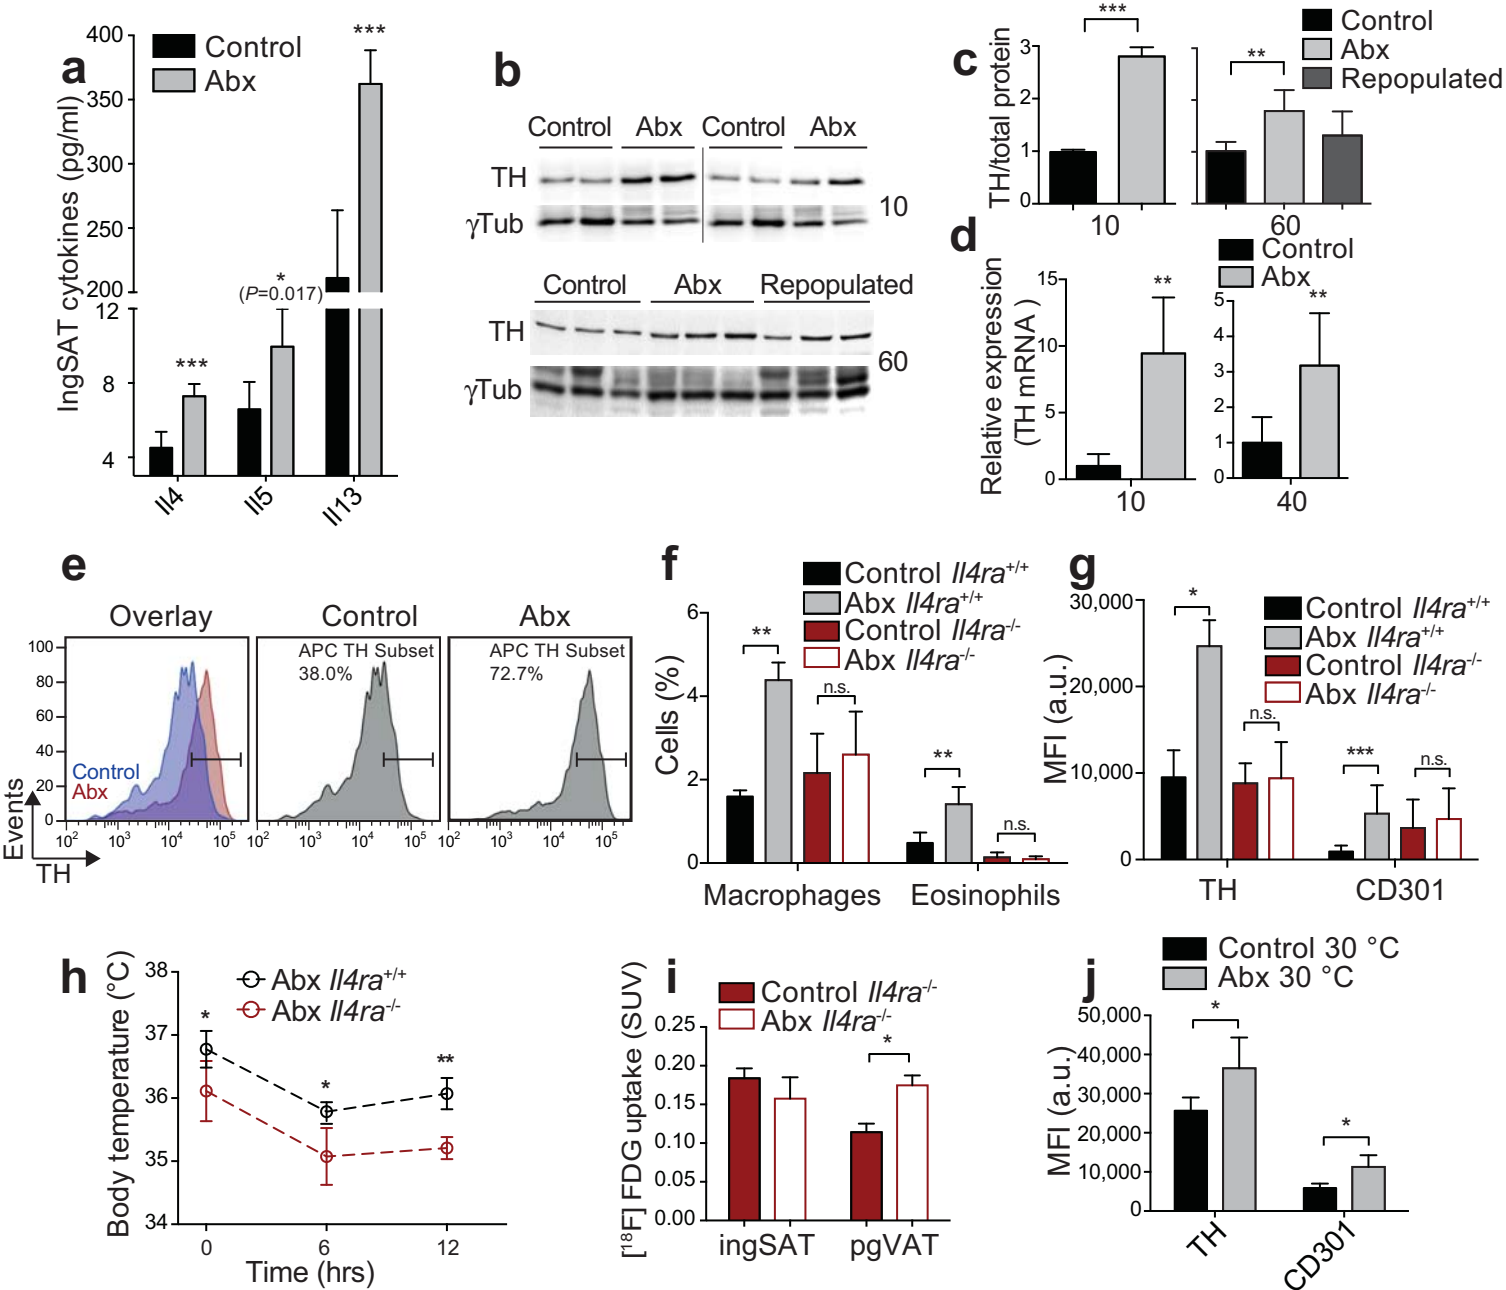 a
Control
Abx
IngSAT cytokines (pg/ml)
400
350
300
250
200
12
8
4
***
*
(P=0.017)
***
Il4
Il5
Il13
b
Control Abx Control Abx
TH
γTub
10
Control Abx Repopulated
TH
γTub
60
c
Control
Abx
Repopulated
TH/total protein
3
2
1
0
***
**
10
60
d
Control
Abx
Relative expression
(TH mRNA )
15
10
5
0
**
10
5
4
3
2
1
0
**
40
e
Overlay
Control
Abx
100
80
60
40
20
0
Control
Abx
APC TH Subset
38.0%
APC TH Subset
72.7%
10² 10³ 10⁴ 10⁵
10² 10³ 10⁴ 10⁵
10² 10³ 10⁴ 10⁵
Events
TH
f
Control Il4ra+/+
Abx Il4ra+/+
Control Il4ra-/-
Abx Il4ra-/-
Cells (%)
6
4
2
0
**
n.s.
**
n.s.
Macrophages
Eosinophils
g
Control Il4ra+/+
Abx Il4ra+/+
Control Il4ra-/-
Abx Il4ra-/-
MFI (a.u.)
30,000
20,000
10,000
0
*
n.s.
***
n.s.
TH
CD301
h
Abx Il4ra+/+
Abx Il4ra-/-
Body temperature (°C)
38
37
36
35
34
*
*
**
0
6
12
Time (hrs)
i
Control Il4ra-/-
Abx Il4ra-/-
[¹⁸F] FDG uptake (SUV)
0.25
0.20
0.15
0.10
0.05
0.00
*
ingSAT
pgVAT
j
Control 30 °C
Abx 30 °C
MFI (a.u.)
50,000
40,000
30,000
20,000
10,000
0
*
*
TH
CD301